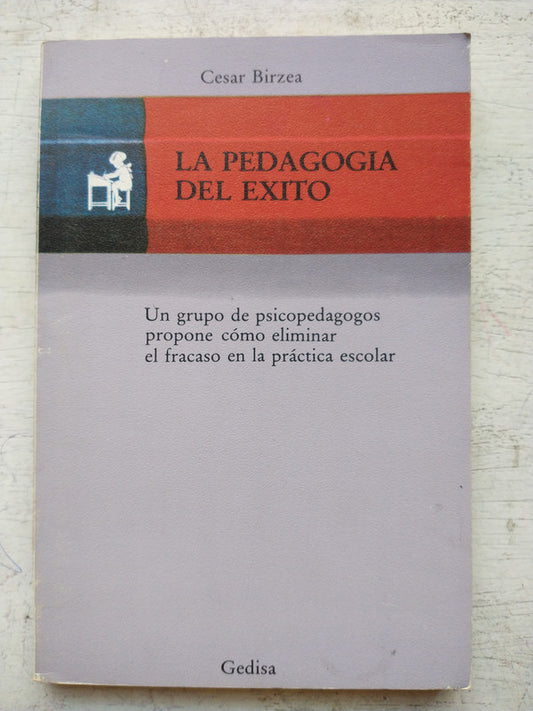 Cesar Birzea
LA PEDAGOGIA
DEL EXITO
Un grupo de psicopedagogos
propone cómo eliminar
el fracaso en la práctica escolar
Gedisa